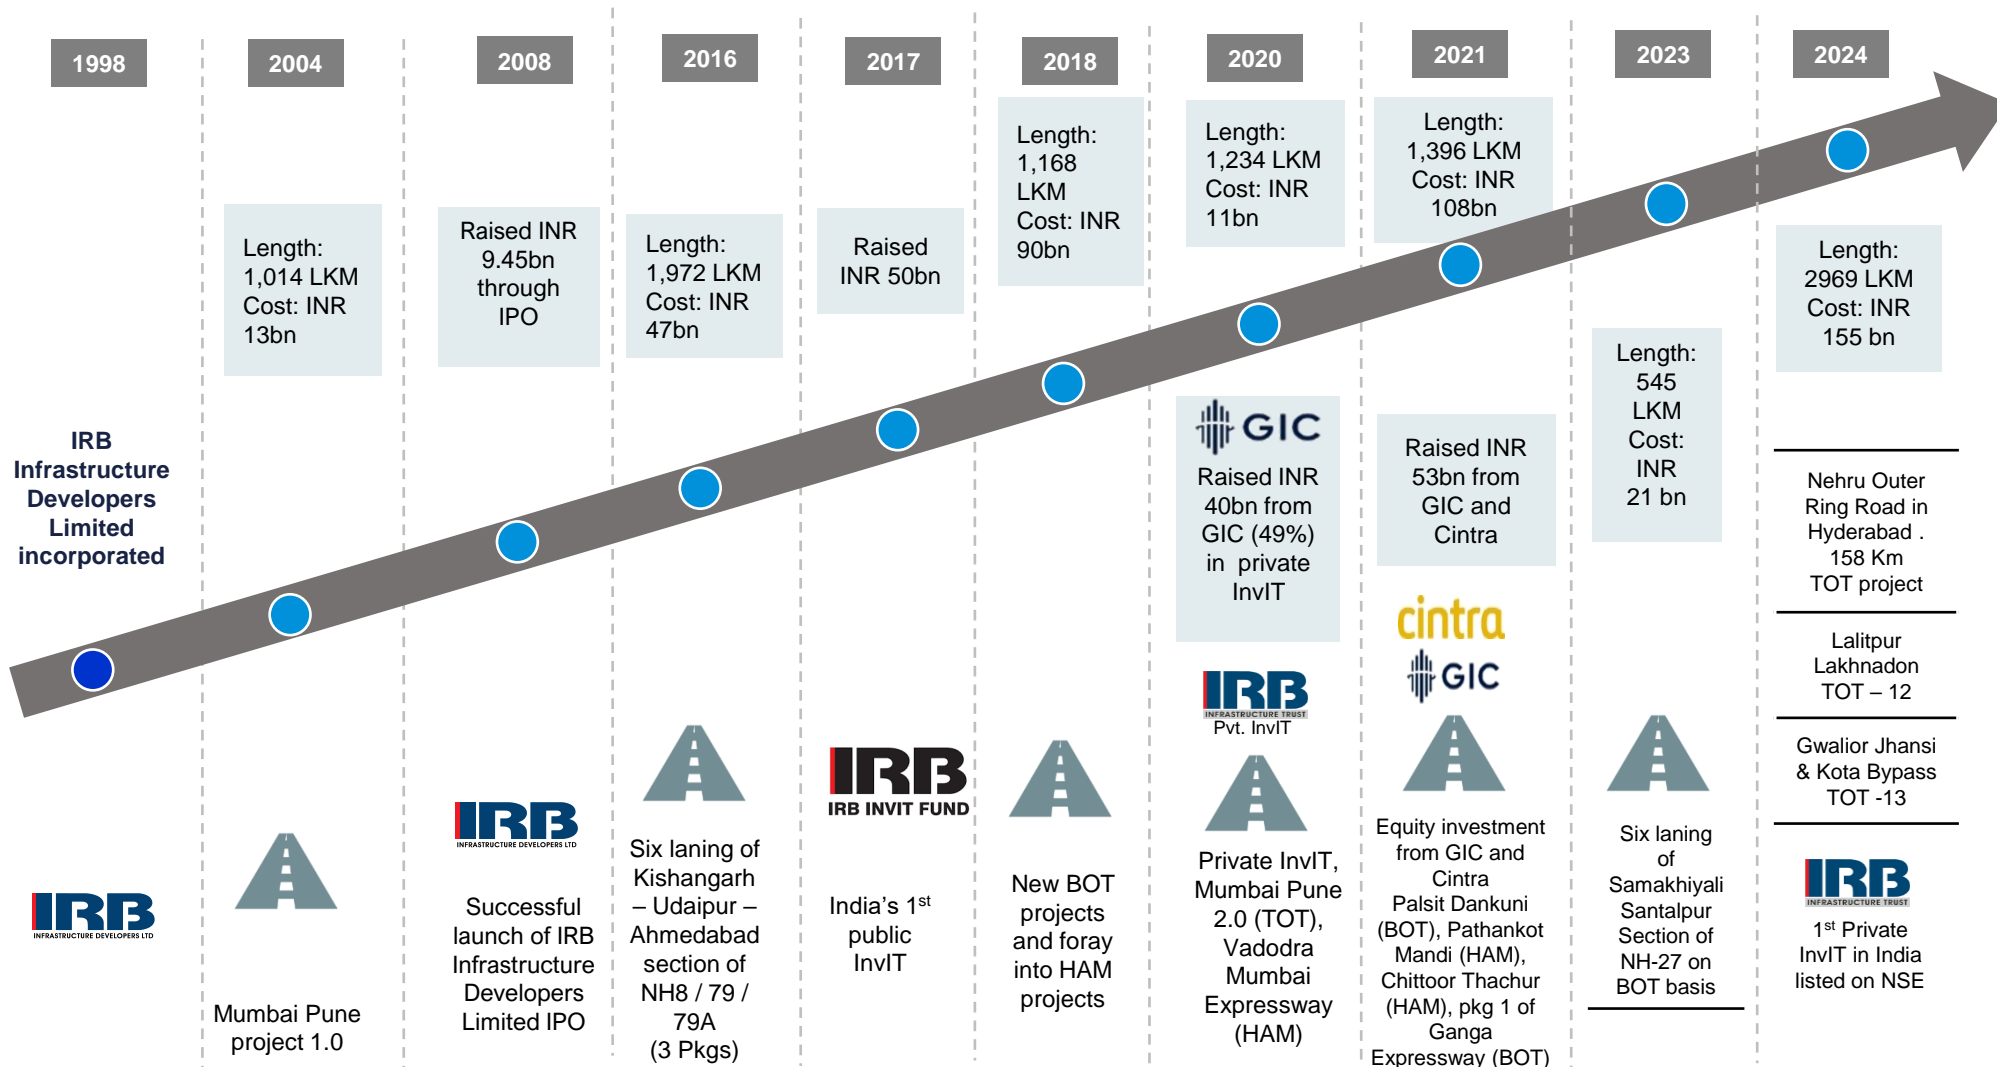 1998
IRB
Infrastructure
Developers
Limited
incorporated
IRB
INFRASTRUCTURE DEVELOPERS LTD
2004
Length:
1,014 LKM
Cost: INR
13bn
Mumbai Pune
project 1.0
2008
Raised INR
9.45bn
through
IPO
IRB
INFRASTRUCTURE DEVELOPERS LTD
Successful
launch of IRB
Infrastructure
Developers
Limited IPO
2016
Length:
1,972 LKM
Cost: INR
47bn
Six laning of
Kishangarh
– Udaipur –
Ahmedabad
section of
NH8 / 79 /
79A
(3 Pkgs)
2017
Raised
INR 50bn
IRB
IRB INVIT FUND
India's 1st
public
InvIT
2018
Length:
1,168
LKM
Cost: INR
90bn
New BOT
projects
and foray
into HAM
projects
2020
Length:
1,234 LKM
Cost: INR
11bn
GIC
Raised INR
40bn from
GIC (49%)
in private
InvIT
IRB
INFRASTRUCTURE TRUST
Pvt. InvIT
Private InvIT,
Mumbai Pune
2.0 (TOT),
Vadodra
Mumbai
Expressway
(HAM)
2021
Length:
1,396 LKM
Cost: INR
108bn
Raised INR
53bn from
GIC and
Cintra
cintra
GIC
Equity investment
from GIC and
Cintra
Palsit Dankuni
(BOT), Pathankot
Mandi (HAM),
Chittoor Thachur
(HAM), pkg 1 of
Ganga
Expressway (BOT)
2023
Length:
545
LKM
Cost:
INR
21 bn
Six laning
of
Samakhiyali
Santalpur
Section of
NH-27 on
BOT basis
2024
Length:
2969 LKM
Cost: INR
155 bn
Nehru Outer
Ring Road in
Hyderabad .
158 Km
TOT project
Lalitpur
Lakhnadon
TOT – 12
Gwalior Jhansi
& Kota Bypass
TOT -13
IRB
INFRASTRUCTURE TRUST
1st Private
InvIT in India
listed on NSE